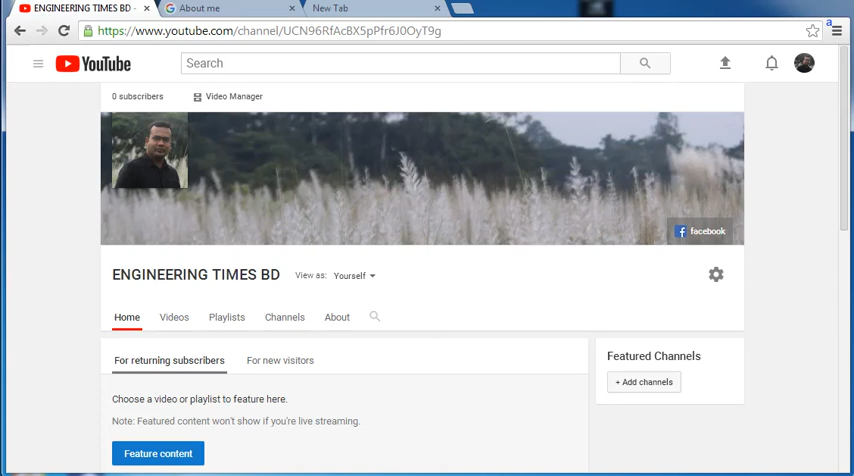 ENGINEERING TIMES BD -
About me
New Tab
https://www.youtube.com/channel/UCN96RfAcBX5pPfr6J0OyT9g
YouTube
Search
0 subscribers
Video Manager
facebook
ENGINEERING TIMES BD
View as: Yourself
Home Videos Playlists Channels About
For returning subscribers
For new visitors
Choose a video or playlist to feature here.
Note: Featured content won't show if you're live streaming.
Feature content
Featured Channels
+ Add channels